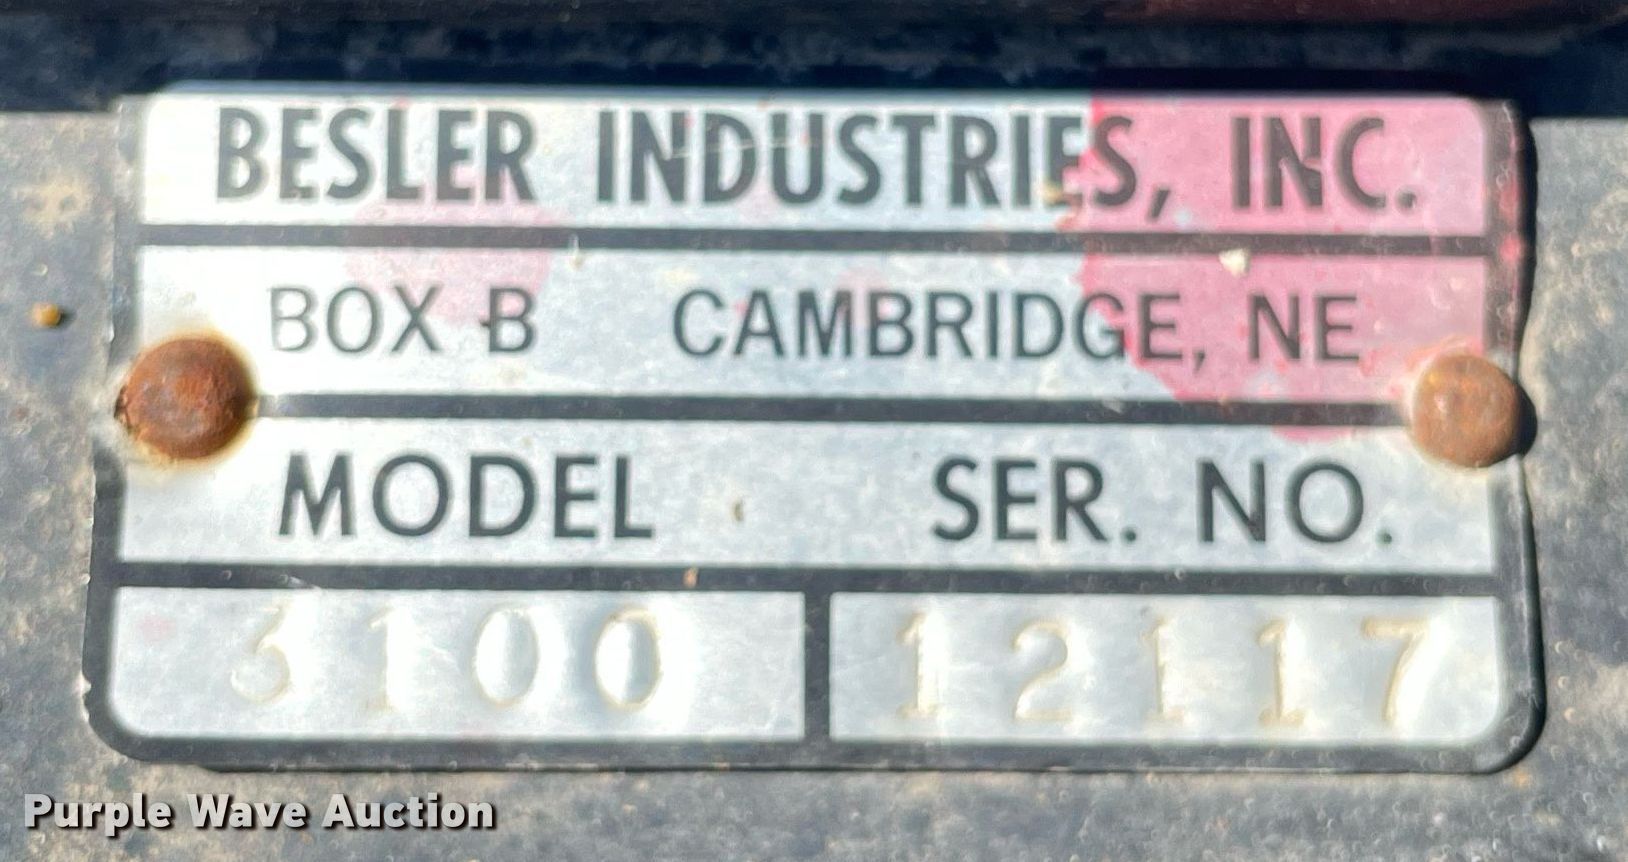 BESLER INDUSTRIES, INC.
BOX B CAMBRIDGE, NE
MODEL SER. NO.
3100 12117
Purple Wave Auction